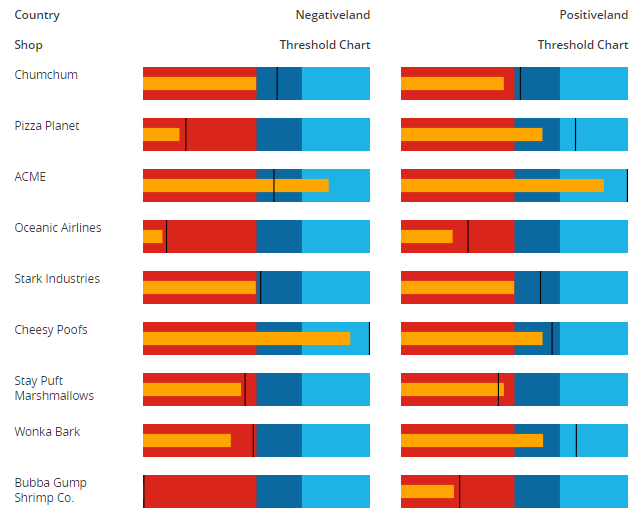 Country Negativeland Positiveland
Shop Threshold Chart Threshold Chart
Chumchum
Pizza Planet
ACME
Oceanic Airlines
Stark Industries
Cheesy Poofs
Stay Puft
Marshmallows
Wonka Bark
Bubba Gump
Shrimp Co.